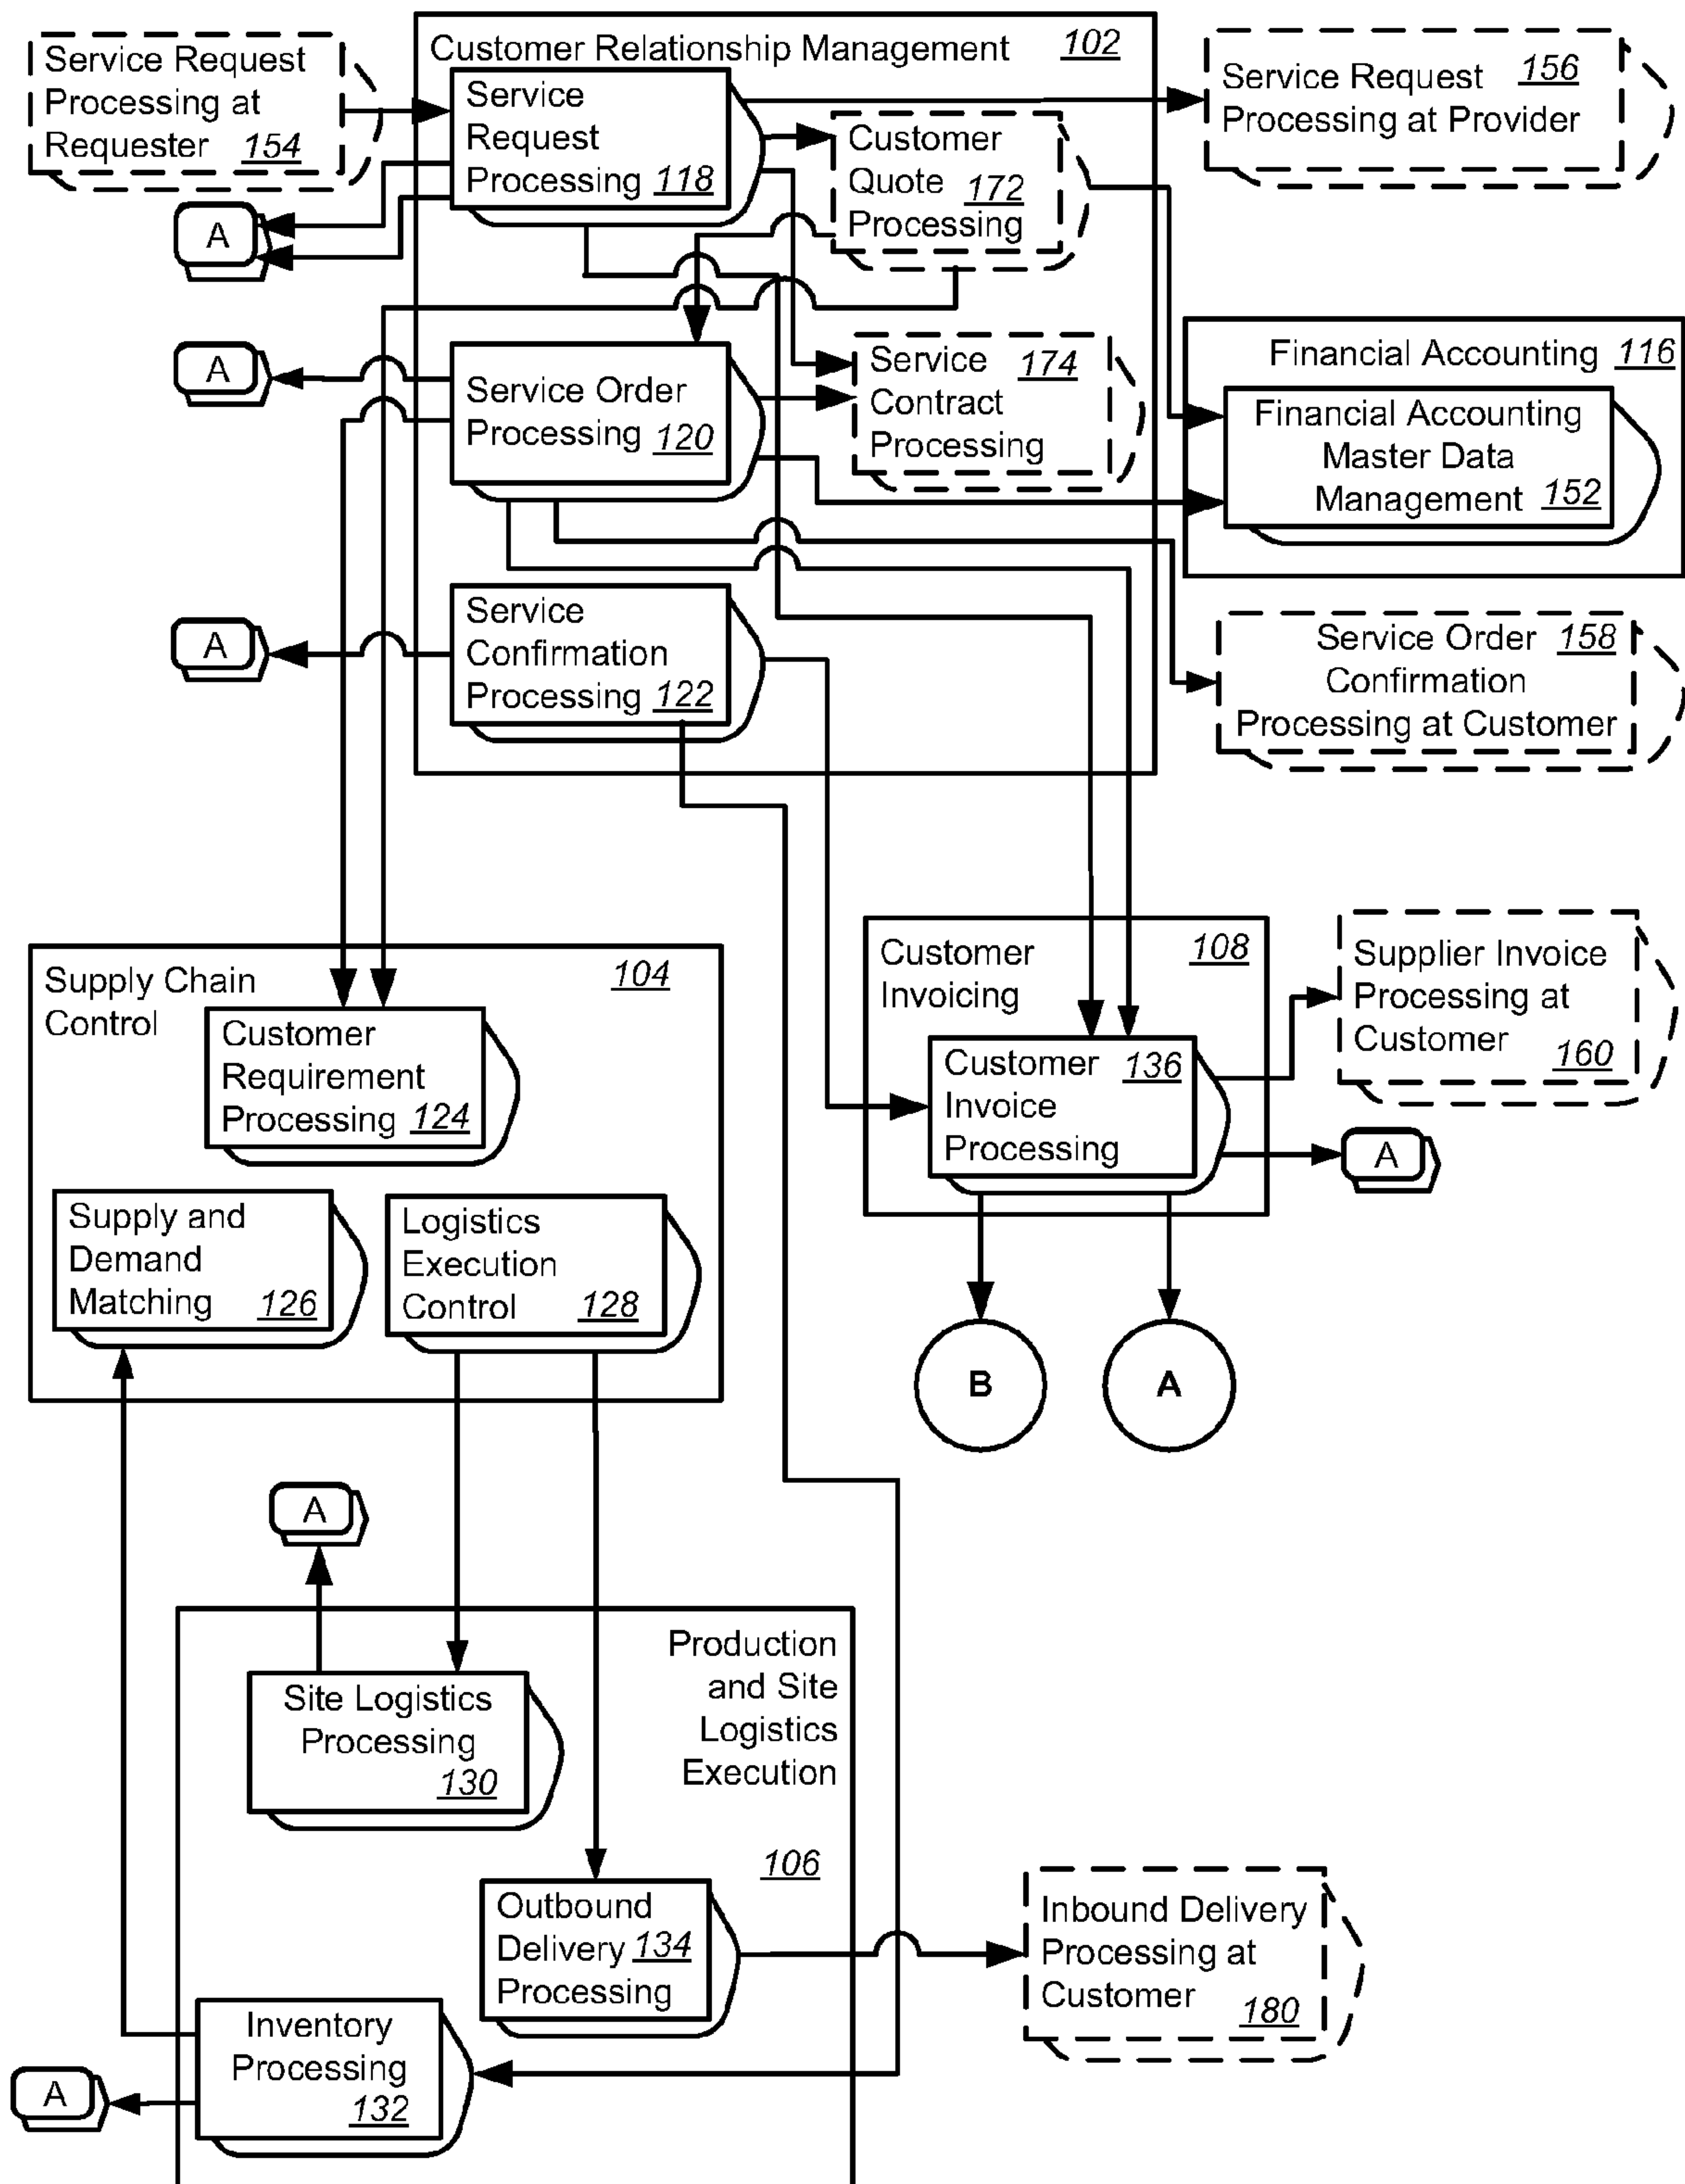 Service Request
Processing at
Requester 154
Customer Relationship Management 102
Service
Request
Processing 118
Service Request 156
Processing at Provider
Customer
Quote 172
Processing
A
A
Service Order
Processing 120
Service 174
Contract
Processing
Financial Accounting 116
Financial Accounting
Master Data
Management 152
A
Service
Confirmation
Processing 122
Service Order 158
Confirmation
Processing at Customer
Supply Chain 104
Control
Customer
Requirement
Processing 124
Supply and
Demand
Matching 126
Logistics
Execution
Control 128
Customer 108
Invoicing
Customer 136
Invoice
Processing
Supplier Invoice
Processing at
Customer 160
A
B
A
A
Production
and Site
Logistics
Execution
106
Site Logistics
Processing
130
Outbound
Delivery 134
Processing
Inbound Delivery
Processing at
Customer 180
Inventory
Processing
132
A